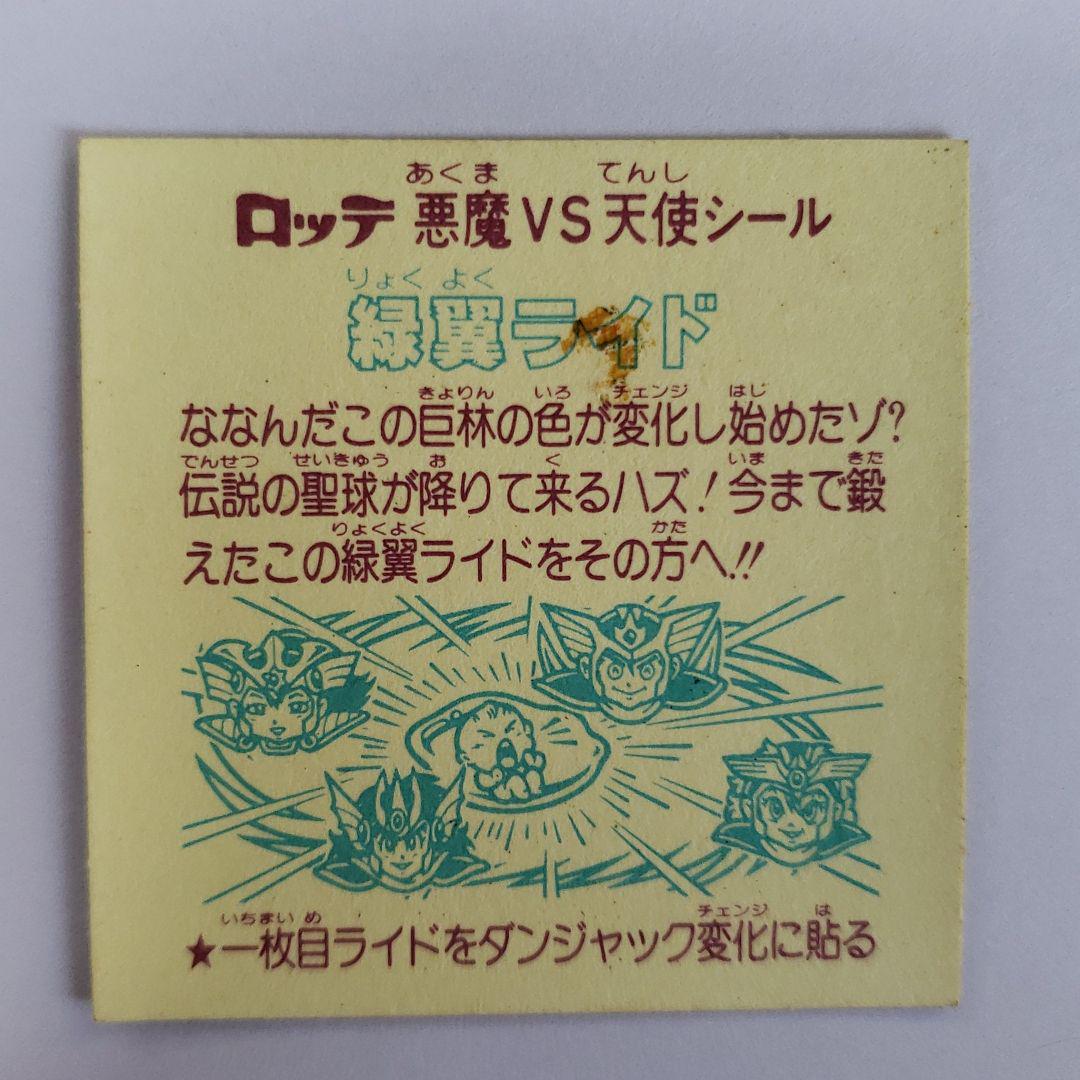 あくま てんし
ロッテ 悪魔VS天使シール
りょくよく
緑翼ライド
きょりん いろ チェンジ はじ
ななんだこの巨林の色が変化し始めたゾ?
でんせつ せいきゅう お く いま きた
伝説の聖球が降りて来るハズ!今まで鍛
りょくよく かた
えたこの緑翼ライドをその方へ!!
いちまいめ チェンジ は
★一枚目ライドをダンジャック変化に貼る